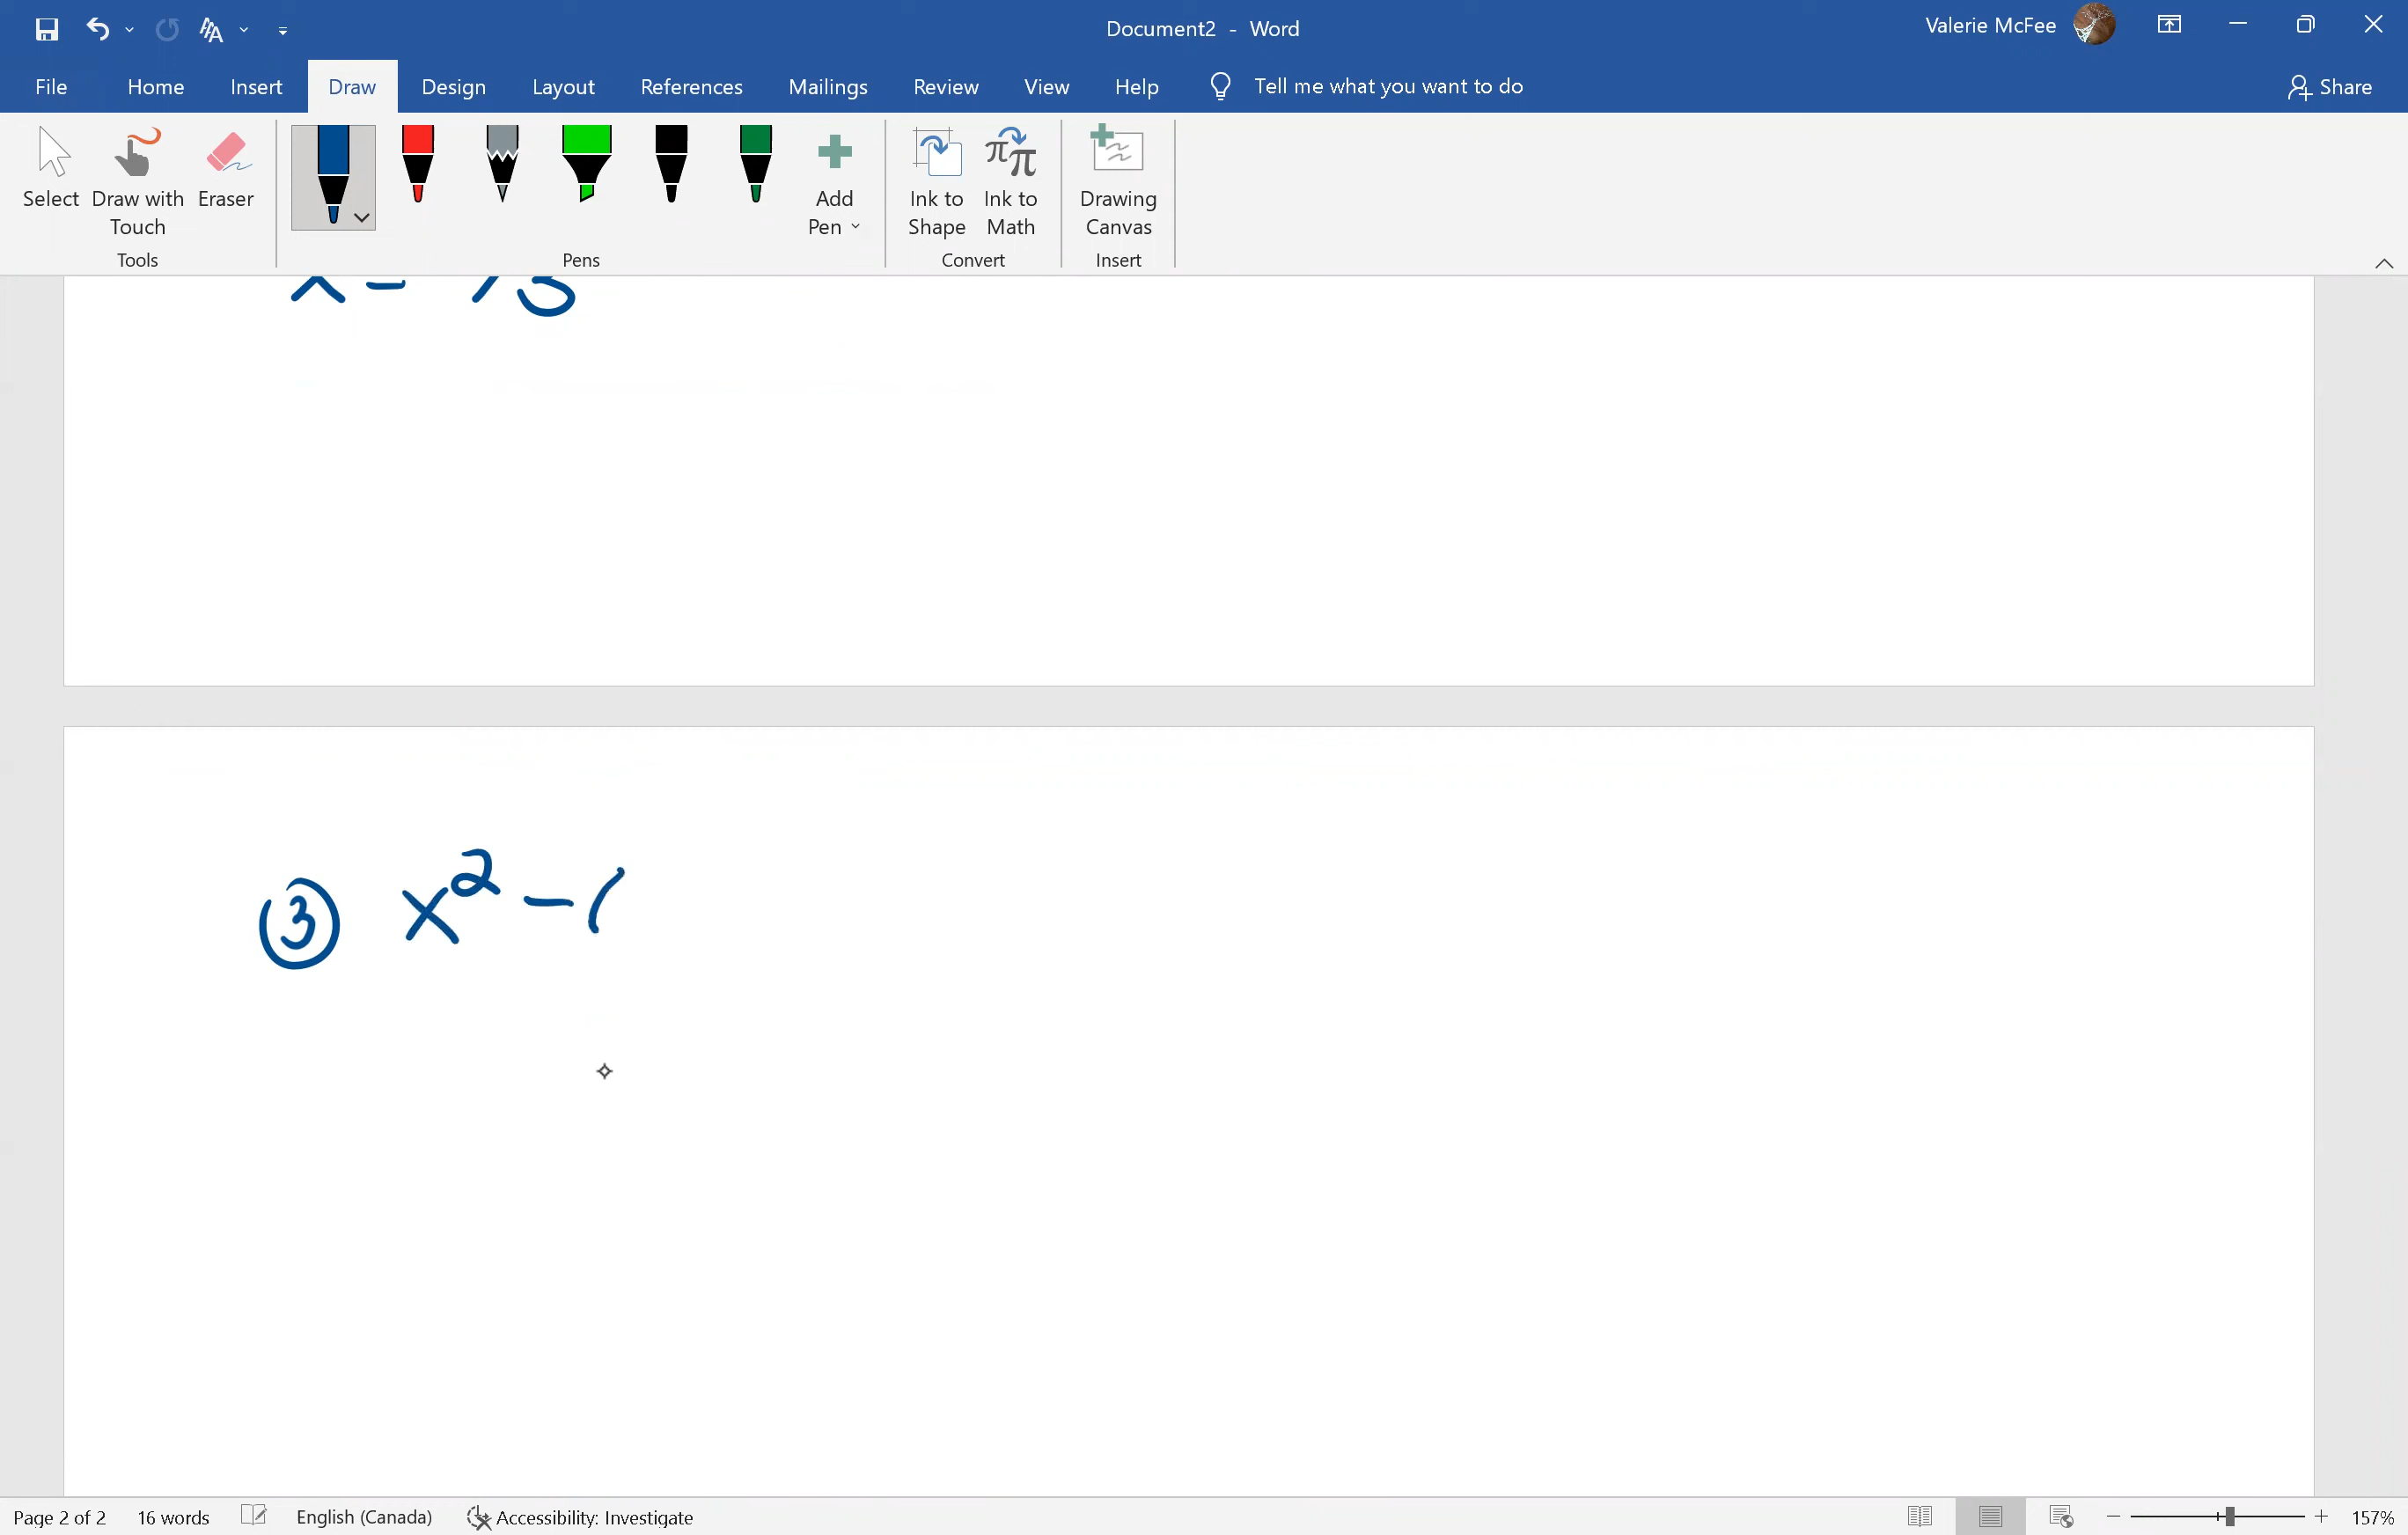 Document2 - Word
Valerie McFee
File Home Insert Draw Design Layout References Mailings Review View Help Tell me what you want to do Share
Select Draw with Touch Eraser Add Pen Ink to Shape Ink to Math Drawing Canvas
Tools Pens Convert Insert
x =
③ x² - (
Page 2 of 2 16 words English (Canada) Accessibility: Investigate 157%